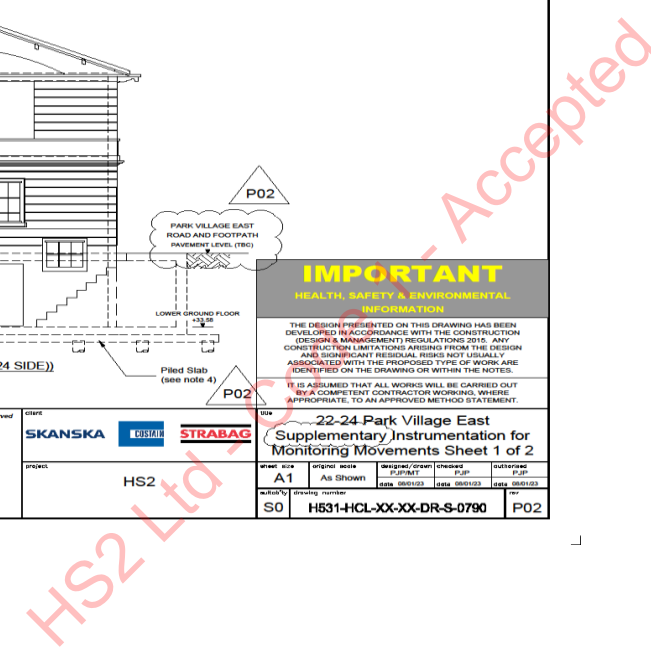 P02
PARK VILLAGE EAST
ROAD AND FOOTPATH
PAVEMENT LEVEL (TBC)
IMPORTANT
HEALTH, SAFETY & ENVIRONMENTAL
INFORMATION
LOWER GROUND FLOOR
+33.58
THE DESIGN PRESENTED ON THIS DRAWING HAS BEEN
DEVELOPED IN ACCORDANCE WITH THE CONSTRUCTION
(DESIGN & MANAGEMENT) REGULATIONS 2015. ANY
CONSTRUCTION LIMITATIONS ARISING FROM THE DESIGN
AND SIGNIFICANT RESIDUAL RISKS NOT USUALLY
ASSOCIATED WITH THE PROPOSED TYPE OF WORK ARE
IDENTIFIED ON THE DRAWING OR WITHIN THE NOTES.
24 SIDE))
Piled Slab
(see note 4)
P02
IT IS ASSUMED THAT ALL WORKS WILL BE CARRIED OUT
BY A COMPETENT CONTRACTOR WORKING, WHERE
APPROPRIATE, TO AN APPROVED METHOD STATEMENT.
client
SKANSKA COSTAIN STRABAG
title
22-24 Park Village East
Supplementary Instrumentation for
Monitoring Movements Sheet 1 of 2
project
HS2
sheet size
A1
original scale
As Shown
designed/drawn
PJP/MT
date 08/01/23
checked
PJP
date 08/01/23
authorised
PJP
date 08/01/23
suitability
S0
drawing number
H531-HCL-XX-XX-DR-S-0790
rev
P02
HS2 Ltd - Code 1 - Accepted